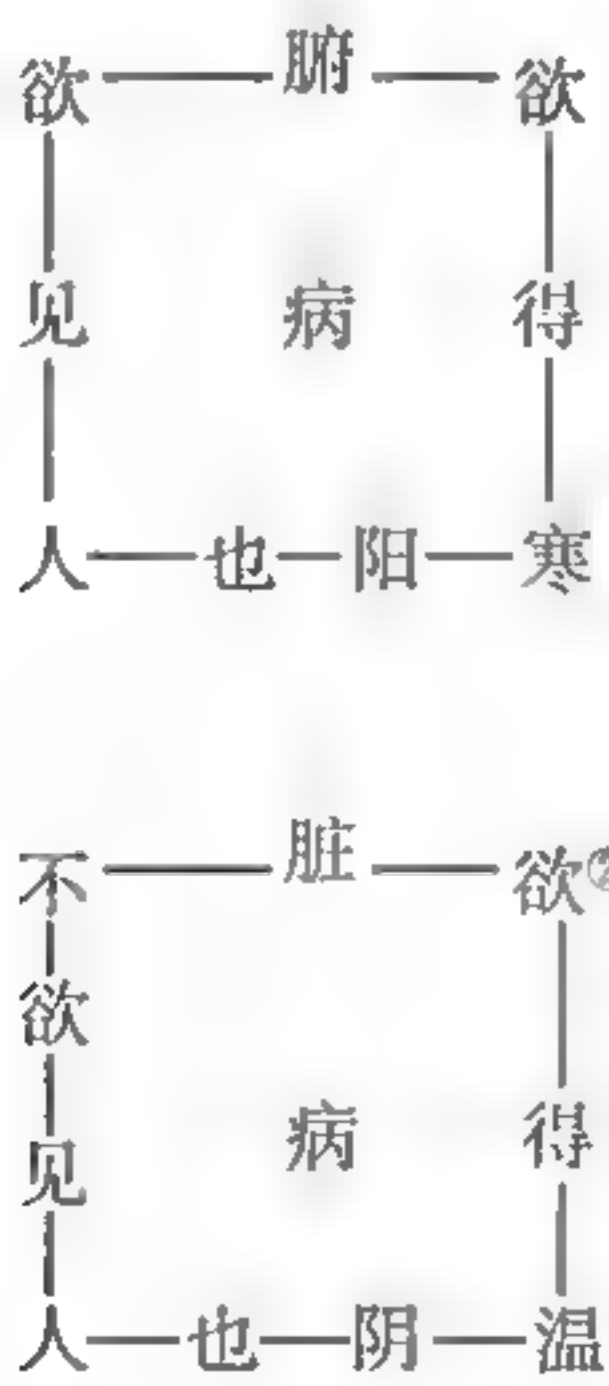 欲 腑 欲
见 病 得
人 也 阳 寒
不 脏 欲②
欲
见 病 得
人 也 阴 温